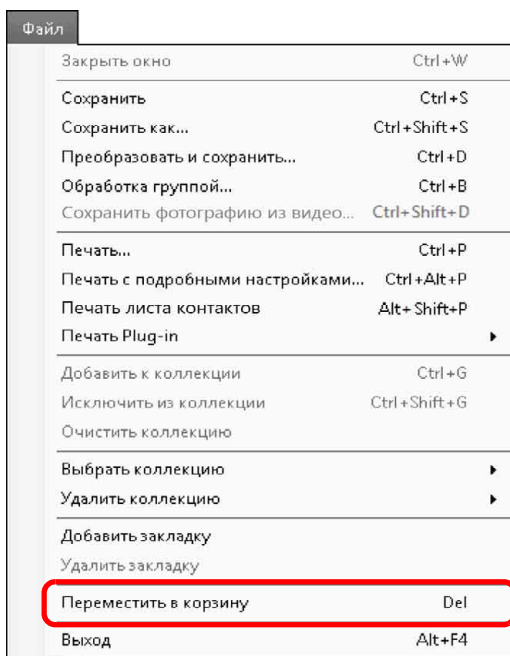 Файл
Закрыть окно Ctrl+W
Сохранить Ctrl+S
Сохранить как... Ctrl+Shift+S
Преобразовать и сохранить... Ctrl+D
Обработка группой... Ctrl+B
Сохранить фотографию из видео... Ctrl+Shift+D
Печать... Ctrl+P
Печать с подробными настройками... Ctrl+Alt+P
Печать листа контактов Alt+Shift+P
Печать Plug-in
Добавить к коллекции Ctrl+G
Исключить из коллекции Ctrl+Shift+G
Очистить коллекцию
Выбрать коллекцию
Удалить коллекцию
Добавить закладку
Удалить закладку
Переместить в корзину Del
Выход Alt+F4